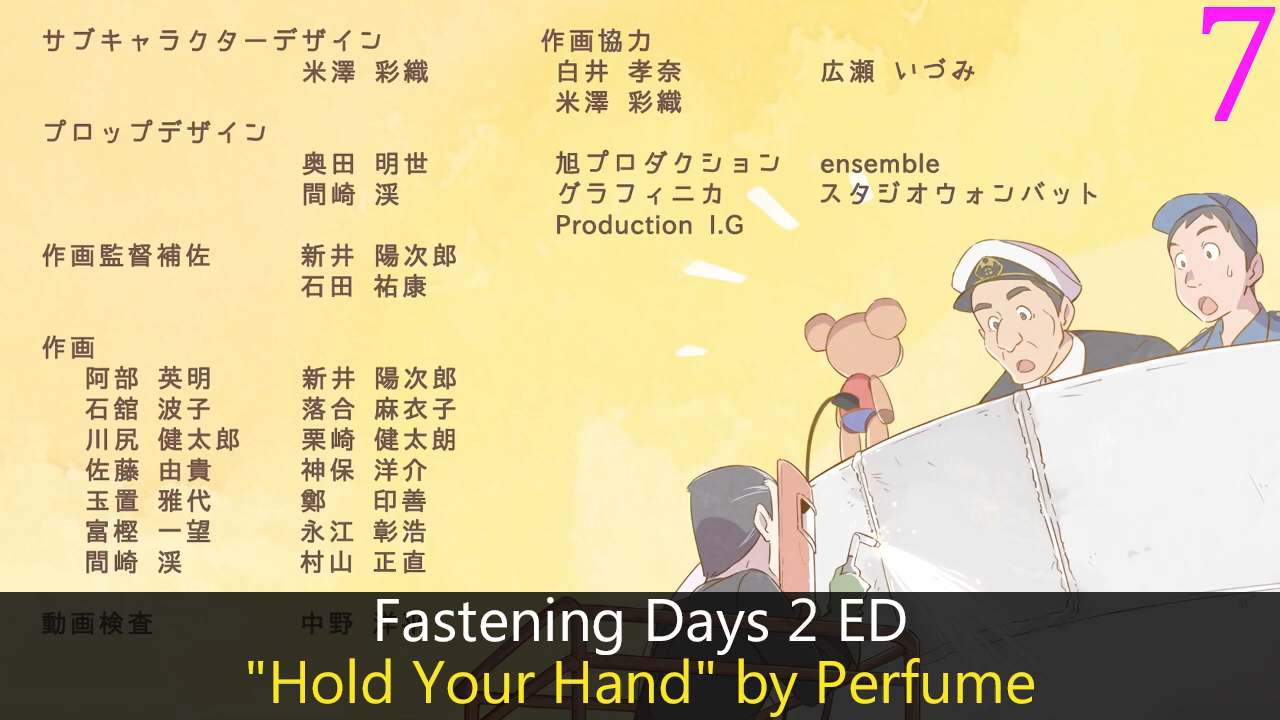 7
サブキャラクターデザイン
米澤 彩織
プロップデザイン
奥田 明世
間崎 渓
作画監督補佐 新井 陽次郎
石田 祐康
作画
阿部 英明 新井 陽次郎
石舘 波子 落合 麻衣子
川尻 健太郎 栗崎 健太朗
佐藤 由貴 神保 洋介
玉置 雅代 鄭 印善
富樫 一望 永江 彰浩
間崎 渓 村山 正直
動画検査 中野
作画協力
白井 孝奈 広瀬 いづみ
米澤 彩織
旭プロダクション ensemble
グラフィニカ スタジオウォンバット
Production I.G
Fastening Days 2 ED
"Hold Your Hand" by Perfume